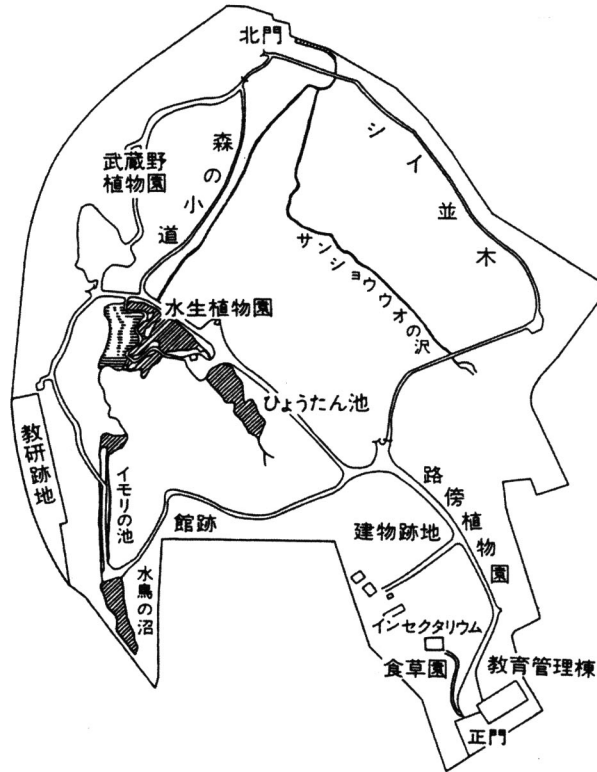 北門
シイ並木
森の小道
武蔵野
植物園
サンショウウオの沢
水生植物園
ひょうたん池
教研跡地
イモリの池
路傍植物園
館跡
建物跡地
水鳥の沼
インセクタリウム
食草園
教育管理棟
正門